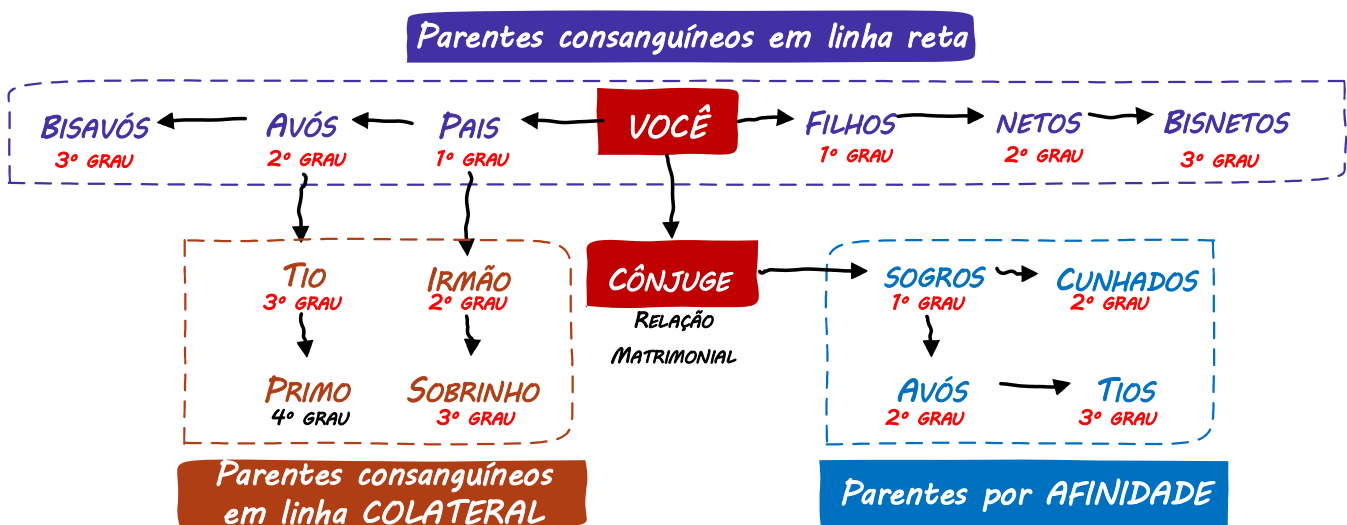 Parentes consanguíneos em linha reta
BISAVÓS
3º GRAU
AVÓS
2º GRAU
PAIS
1º GRAU
VOCÊ
FILHOS
1º GRAU
NETOS
2º GRAU
BISNETOS
3º GRAU
TIO
3º GRAU
IRMÃO
2º GRAU
PRIMO
4º GRAU
SOBRINHO
3º GRAU
Parentes consanguíneos
em linha COLATERAL
CÔNJUGE
RELAÇÃO
MATRIMONIAL
SOGROS
1º GRAU
CUNHADOS
2º GRAU
AVÓS
2º GRAU
TIOS
3º GRAU
Parentes por AFINIDADE